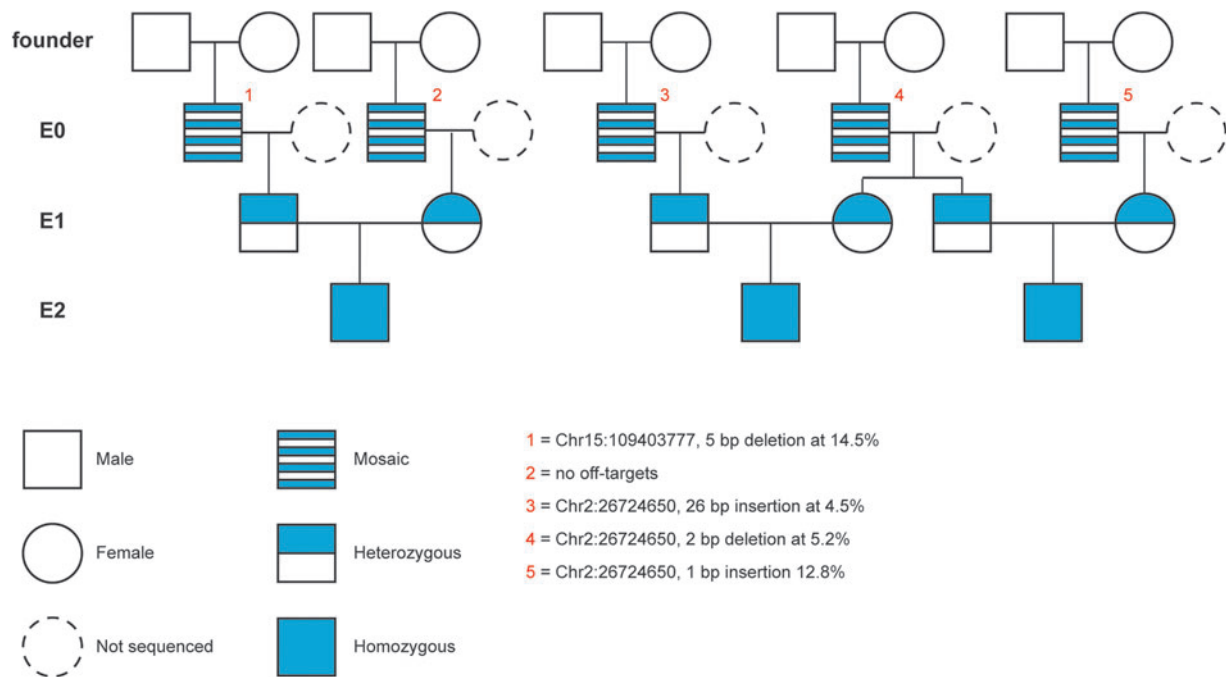 founder
1 2 3 4 5
E0
E1
E2
Male
Female
Not sequenced
Mosaic
Heterozygous
Homozygous
1 = Chr15:109403777, 5 bp deletion at 14.5%
2 = no off-targets
3 = Chr2:26724650, 26 bp insertion at 4.5%
4 = Chr2:26724650, 2 bp deletion at 5.2%
5 = Chr2:26724650, 1 bp insertion 12.8%